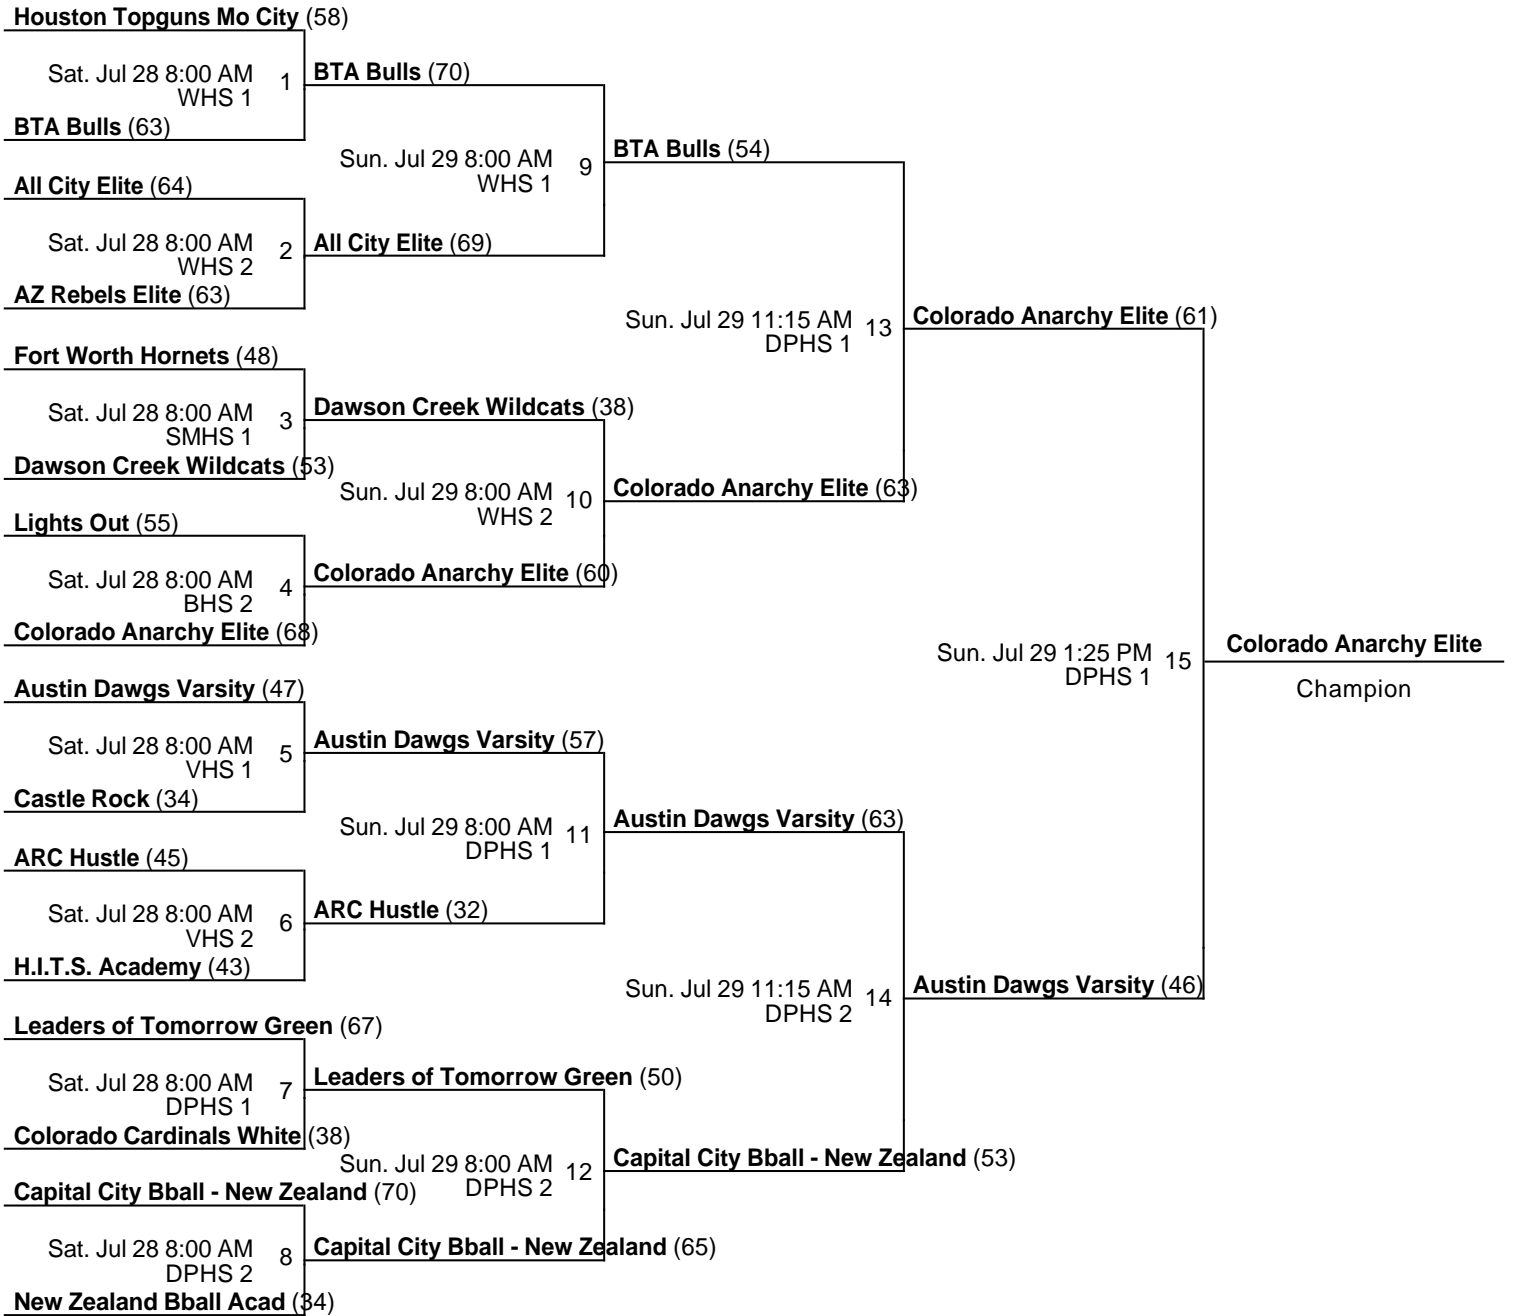 Houston Topguns Mo City (58)
Sat. Jul 28 8:00 AM
WHS 1
1
BTA Bulls (63)
BTA Bulls (70)
All City Elite (64)
Sat. Jul 28 8:00 AM
WHS 2
2
AZ Rebels Elite (63)
All City Elite (69)
Sun. Jul 29 8:00 AM
WHS 1
9
BTA Bulls (54)
Fort Worth Hornets (48)
Sat. Jul 28 8:00 AM
SMHS 1
3
Dawson Creek Wildcats (53)
Dawson Creek Wildcats (38)
Lights Out (55)
Sat. Jul 28 8:00 AM
BHS 2
4
Colorado Anarchy Elite (68)
Colorado Anarchy Elite (60)
Sun. Jul 29 8:00 AM
WHS 2
10
Colorado Anarchy Elite (63)
Sun. Jul 29 11:15 AM
DPHS 1
13
Colorado Anarchy Elite (61)
Austin Dawgs Varsity (47)
Sat. Jul 28 8:00 AM
VHS 1
5
Castle Rock (34)
Austin Dawgs Varsity (57)
ARC Hustle (45)
Sat. Jul 28 8:00 AM
VHS 2
6
H.I.T.S. Academy (43)
ARC Hustle (32)
Sun. Jul 29 8:00 AM
DPHS 1
11
Austin Dawgs Varsity (63)
Leaders of Tomorrow Green (67)
Sat. Jul 28 8:00 AM
DPHS 1
7
Colorado Cardinals White (38)
Leaders of Tomorrow Green (50)
Capital City Bball - New Zealand (70)
Sat. Jul 28 8:00 AM
DPHS 2
8
New Zealand Bball Acad (34)
Capital City Bball - New Zealand (65)
Sun. Jul 29 8:00 AM
DPHS 2
12
Capital City Bball - New Zealand (53)
Sun. Jul 29 11:15 AM
DPHS 2
14
Austin Dawgs Varsity (46)
Sun. Jul 29 1:25 PM
DPHS 1
15
Colorado Anarchy Elite
Champion